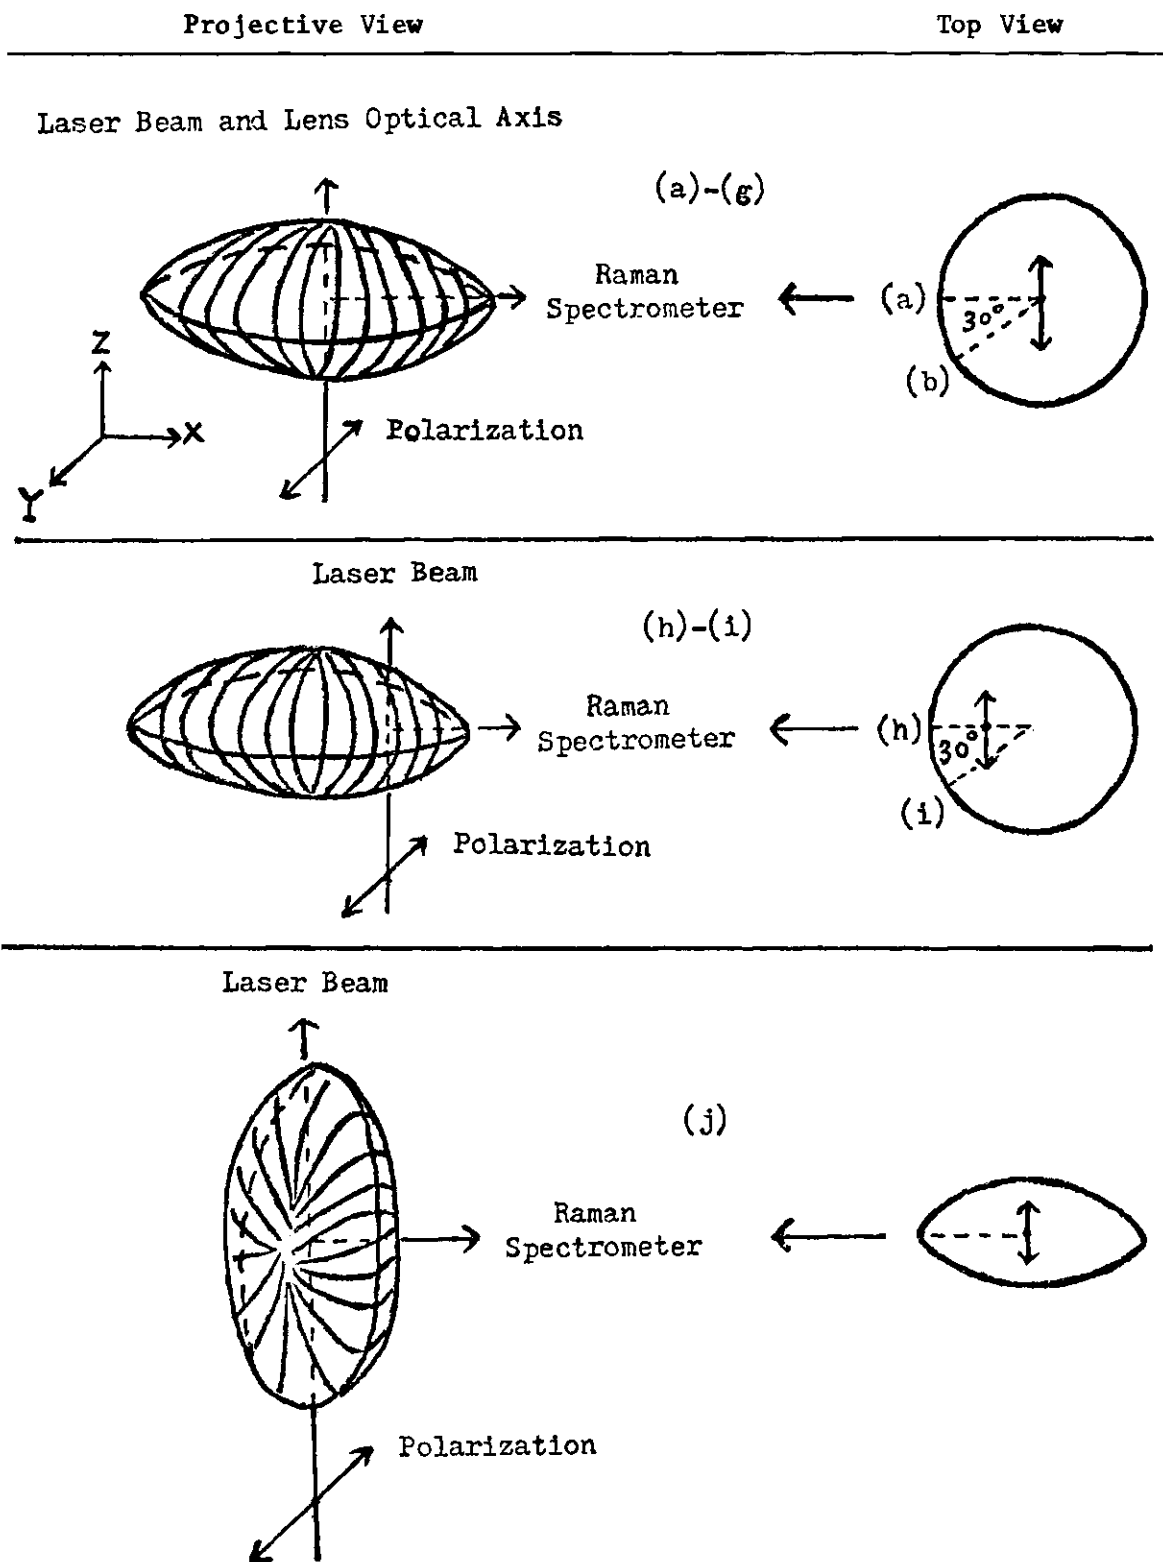 Projective View
Top View
Laser Beam and Lens Optical Axis
(a)-(g)
Raman
Spectrometer
(a)
30°
(b)
Z
X
Y
Polarization
Laser Beam
(h)-(i)
Raman
Spectrometer
(h)
30°
(i)
Polarization
Laser Beam
(j)
Raman
Spectrometer
Polarization